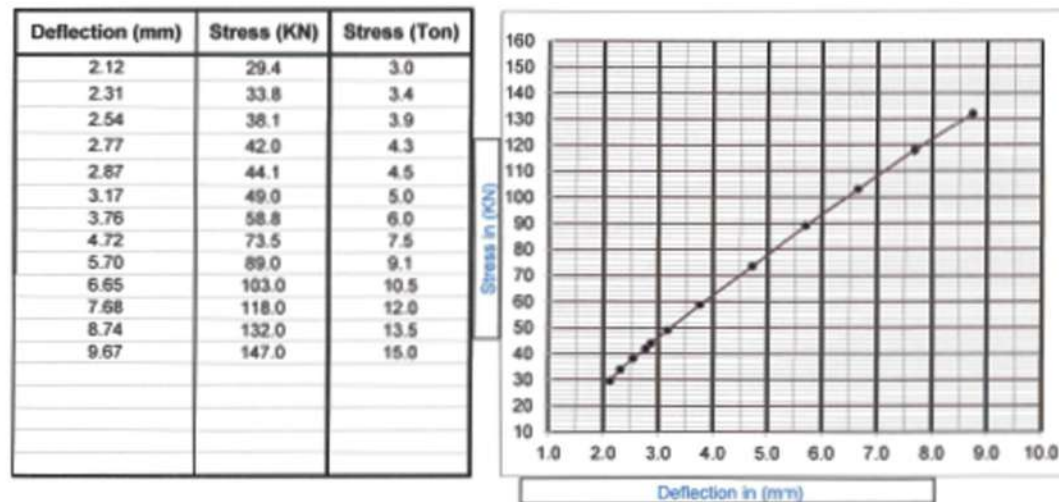 Deflection (mm) Stress (KN) Stress (Ton)
2.12 29.4 3.0
2.31 33.8 3.4
2.54 38.1 3.9
2.77 42.0 4.3
2.87 44.1 4.5
3.17 49.0 5.0
3.76 58.8 6.0
4.72 73.5 7.5
5.70 89.0 9.1
6.65 103.0 10.5
7.68 118.0 12.0
8.74 132.0 13.5
9.67 147.0 15.0
Stress in (KN)
160
150
140
130
120
110
100
90
80
70
60
50
40
30
20
10
1.0 2.0 3.0 4.0 5.0 6.0 7.0 8.0 9.0 10.0
Deflection in (mm)